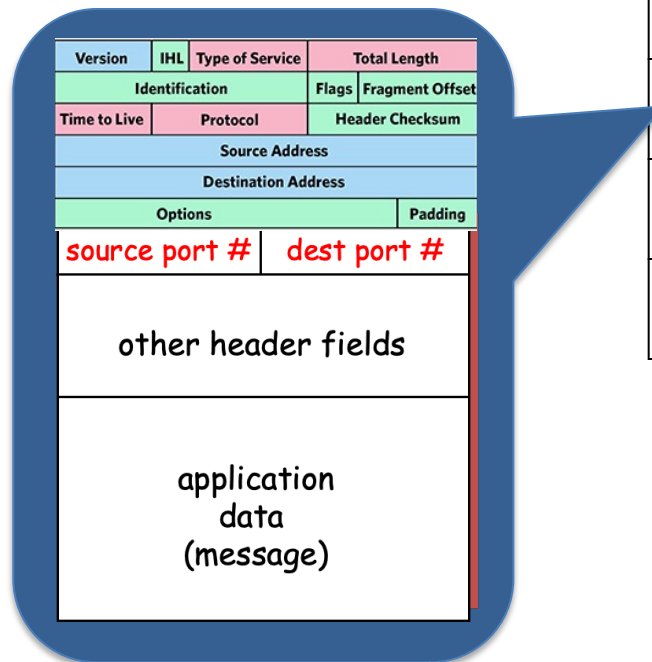 Version IHL Type of Service Total Length
Identification Flags Fragment Offset
Time to Live Protocol Header Checksum
Source Address
Destination Address
Options Padding
source port # dest port #
other header fields
application
data
(message)